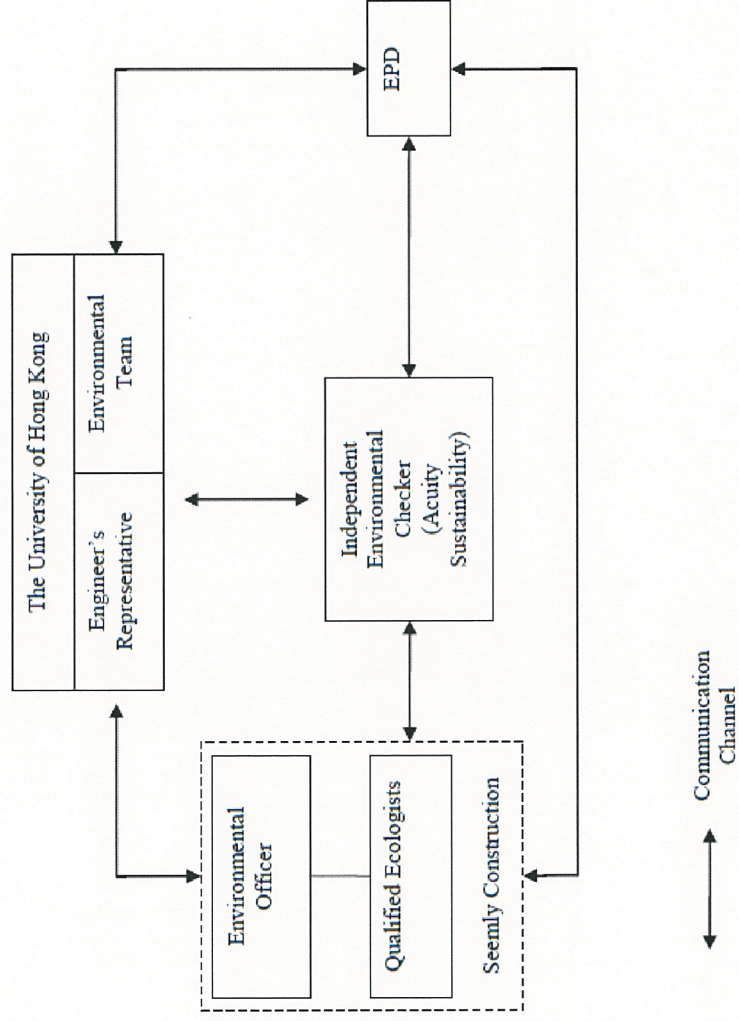 The University of Hong Kong
Engineer's
Representative
Environmental
Team
Environmental
Officer
Qualified Ecologists
Seemly Construction
Independent
Environmental
Checker
(Acuity
Sustainability)
EPD
Communication
Channel